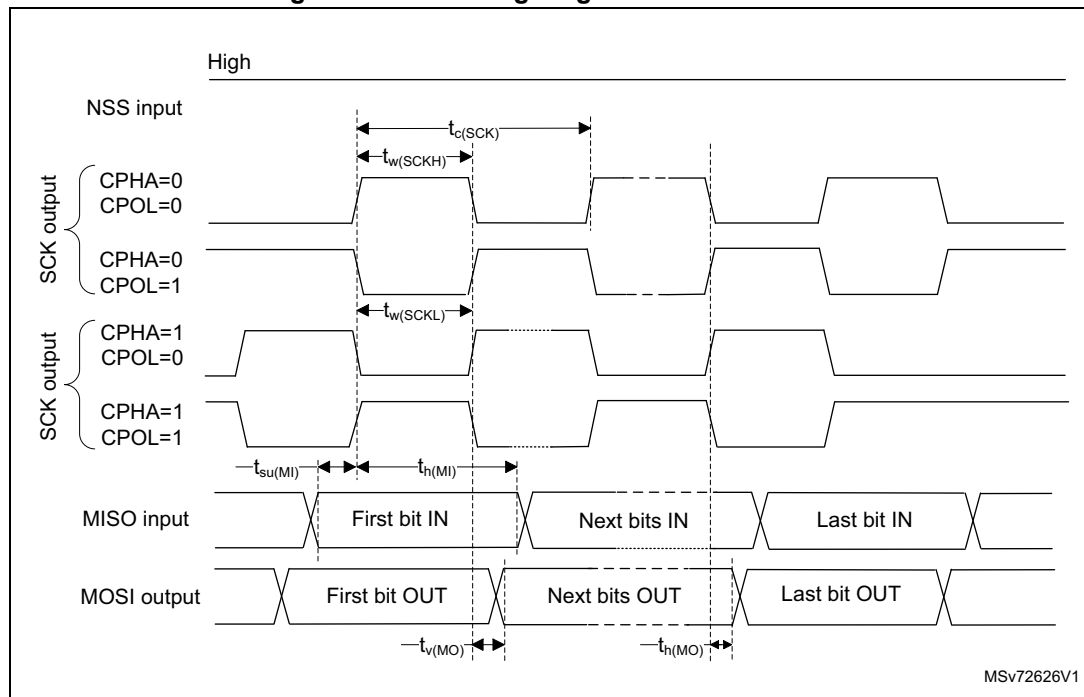 High
NSS input
tc(SCK)
tw(SCKH)
SCK output
CPHA=0
CPOL=0
CPHA=0
CPOL=1
tw(SCKL)
SCK output
CPHA=1
CPOL=0
CPHA=1
CPOL=1
tsu(MI)
th(MI)
MISO input
First bit IN
Next bits IN
Last bit IN
MOSI output
First bit OUT
Next bits OUT
Last bit OUT
tv(MO)
th(MO)
MSv72626V1